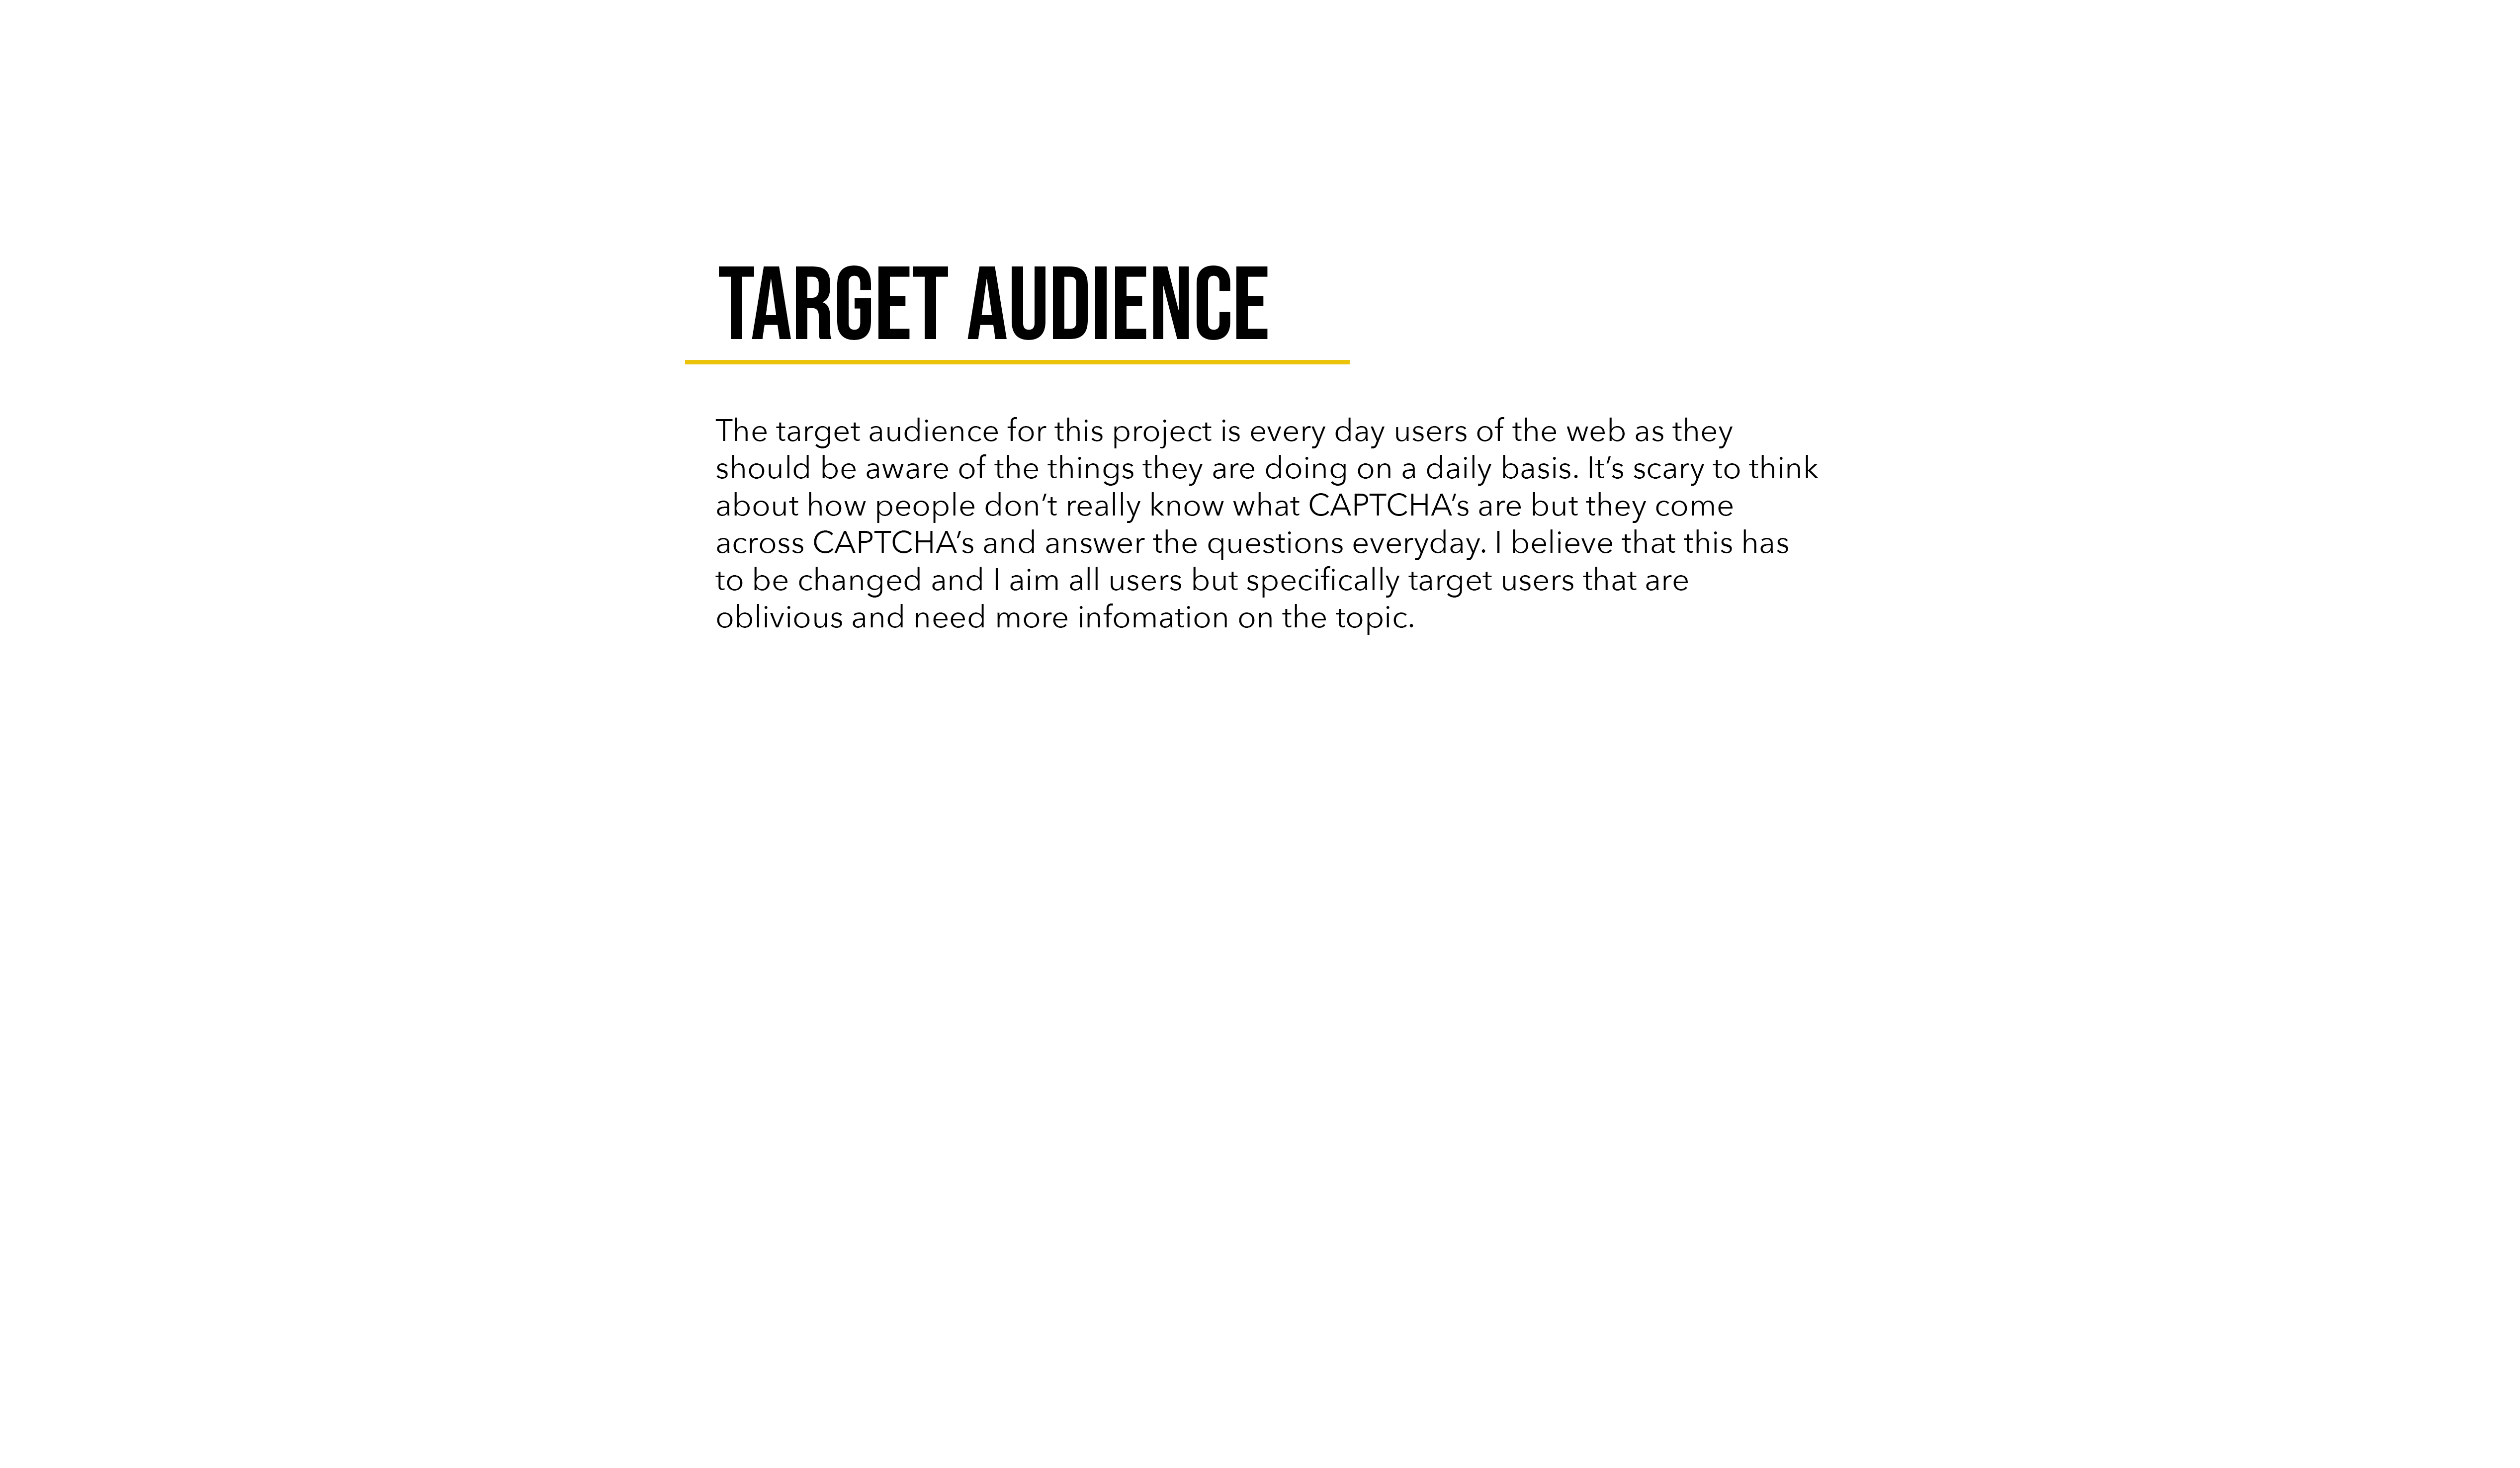 TARGET AUDIENCE
The target audience for this project is every day users of the web as they
should be aware of the things they are doing on a daily basis. It’s scary to think
about how people don’t really know what CAPTCHA’s are but they come
across CAPTCHA’s and answer the questions everyday. I believe that this has
to be changed and I aim all users but specifically target users that are
oblivious and need more infomation on the topic.